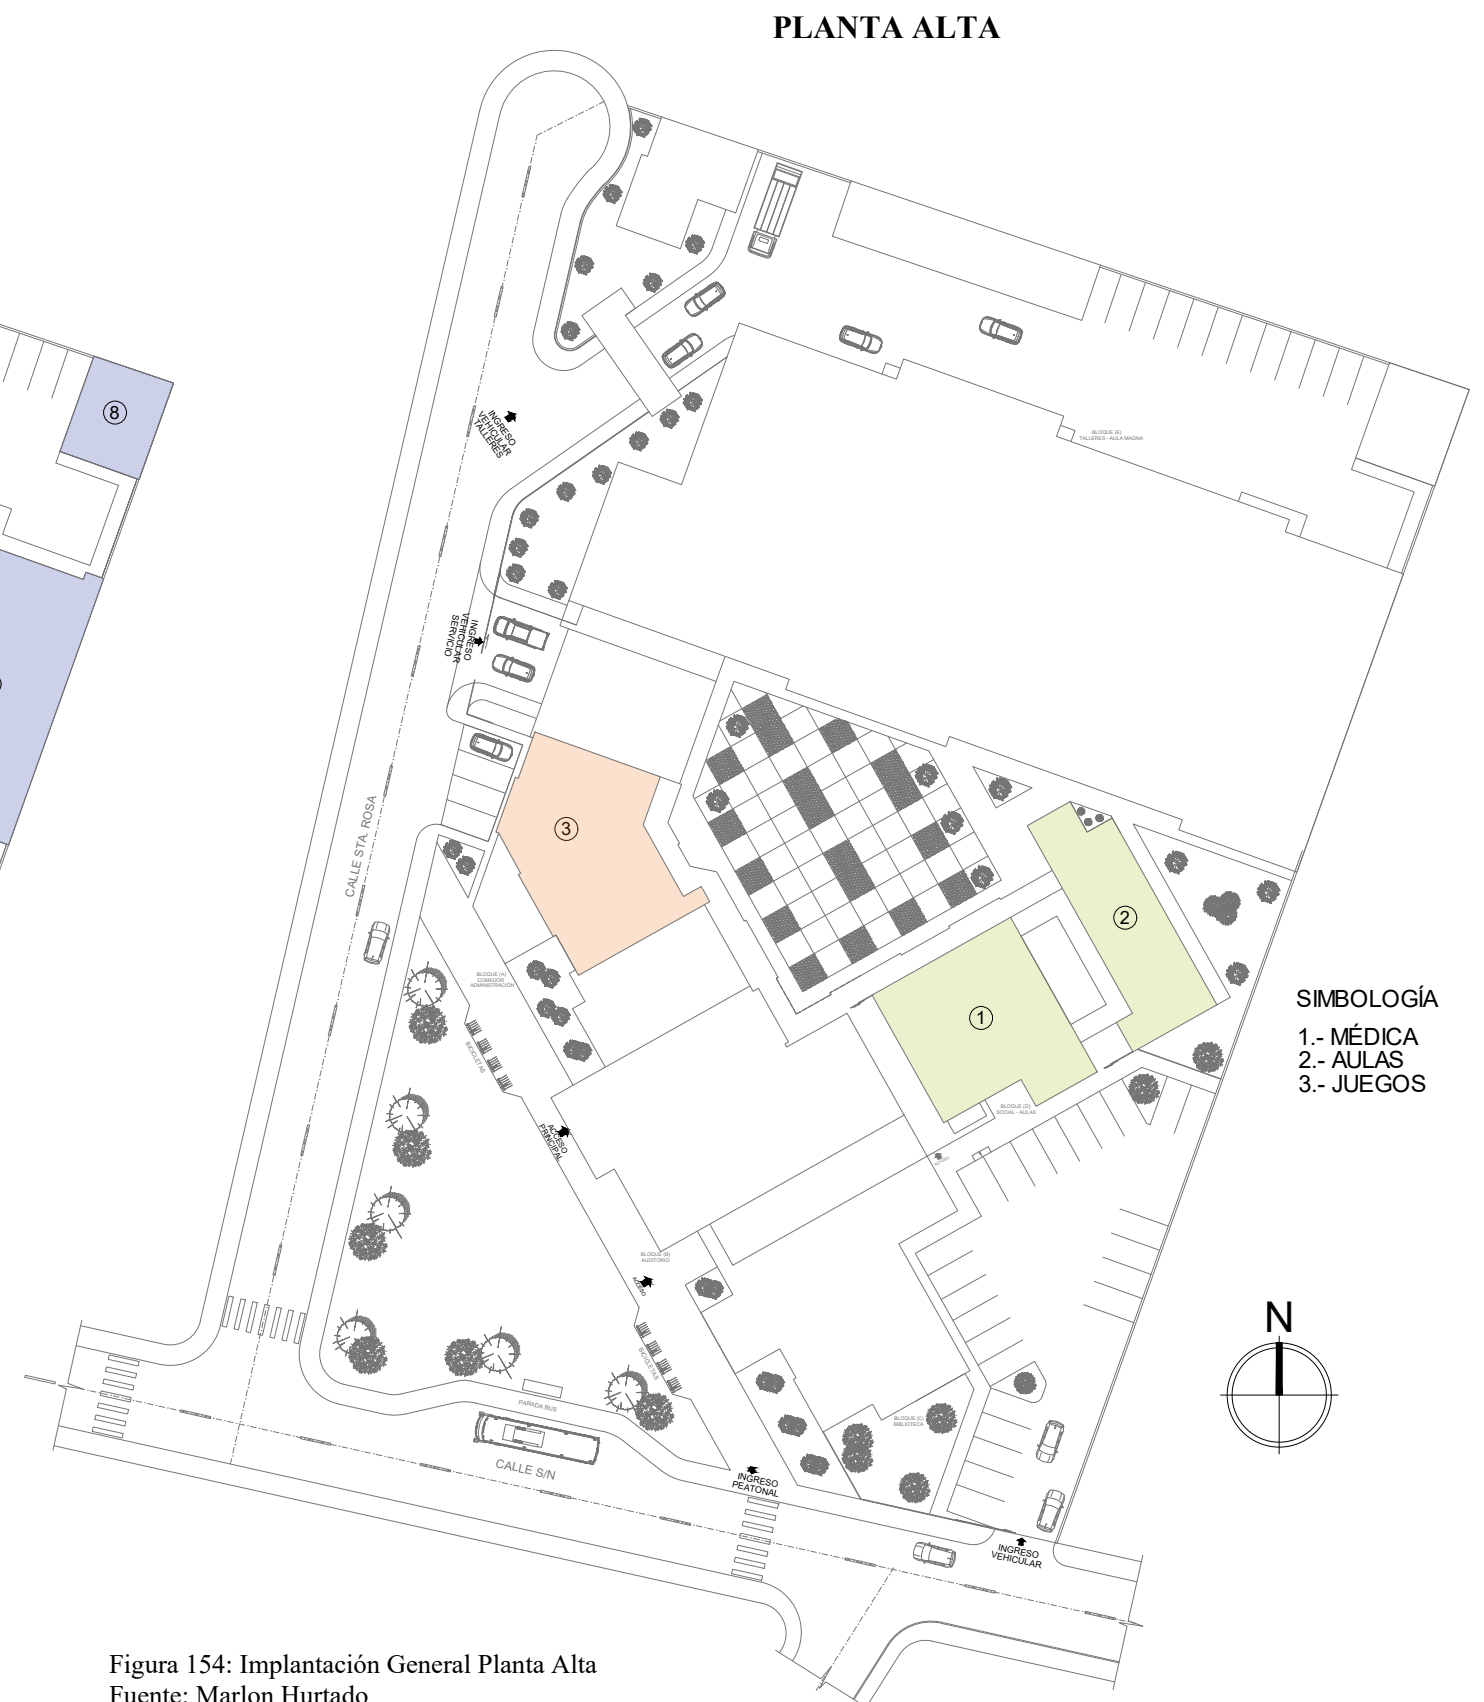 PLANTA ALTA
8
INGRESO
VEHICULAR
TALLERES
BLOQUE (E)
TALLERES - AULA MAGNA
INGRESO
VEHICULAR
SERVICIO
CALLE STA. ROSA
3
2
1
BLOQUE (A)
COMEDOR
ADMINISTRACIÓN
SIMBOLOGÍA
1.- MÉDICA
2.- AULAS
3.- JUEGOS
BICICLETAS
BLOQUE (D)
SOCIAL - AULAS
ACCESO
PRINCIPAL
ACCESO
BLOQUE (B)
AUDITORIO
ACCESO
N
BICICLETAS
PARADA BUS
BLOQUE (C)
BIBLIOTECA
CALLE S/N
INGRESO
PEATONAL
INGRESO
VEHICULAR
Figura 154: Implantación General Planta Alta
Fuente: Marlon Hurtado